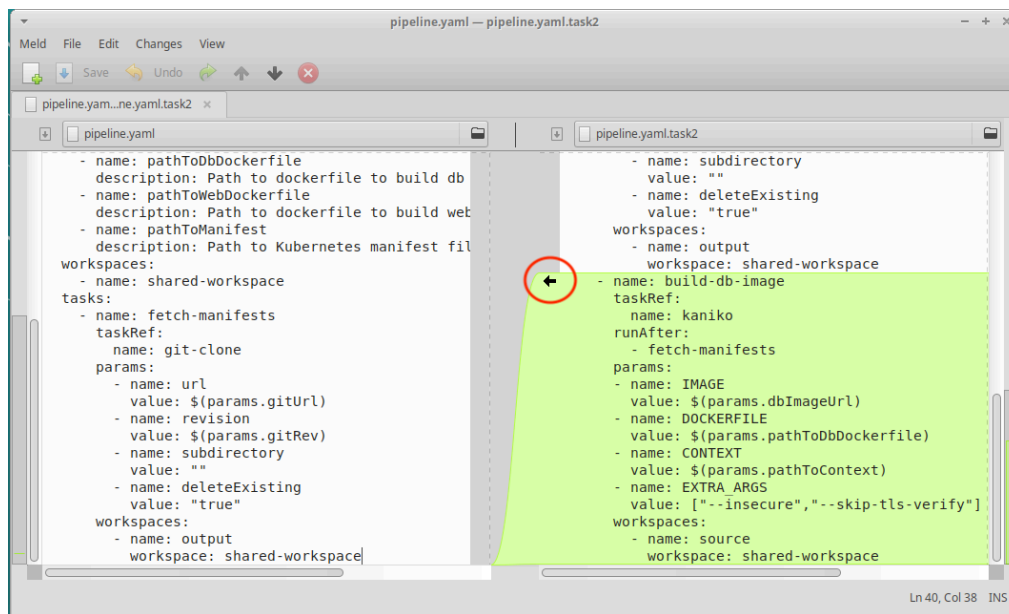 pipeline.yaml — pipeline.yaml.task2
Meld File Edit Changes View
Save Undo
pipeline.yam...ne.yaml.task2
pipeline.yaml
- name: pathToDbDockerfile
description: Path to dockerfile to build db
- name: pathToWebDockerfile
description: Path to dockerfile to build web
- name: pathToManifest
description: Path to Kubernetes manifest fil
workspaces:
- name: shared-workspace
tasks:
- name: fetch-manifests
taskRef:
name: git-clone
params:
- name: url
value: $(params.gitUrl)
- name: revision
value: $(params.gitRev)
- name: subdirectory
value: ""
- name: deleteExisting
value: "true"
workspaces:
- name: output
workspace: shared-workspace
pipeline.yaml.task2
- name: subdirectory
value: ""
- name: deleteExisting
value: "true"
workspaces:
- name: output
workspace: shared-workspace
- name: build-db-image
taskRef:
name: kaniko
runAfter:
- fetch-manifests
params:
- name: IMAGE
value: $(params.dbImageUrl)
- name: DOCKERFILE
value: $(params.pathToDbDockerfile)
- name: CONTEXT
value: $(params.pathToContext)
- name: EXTRA_ARGS
value: ["--insecure","--skip-tls-verify"]
workspaces:
- name: source
workspace: shared-workspace
Ln 40, Col 38 INS